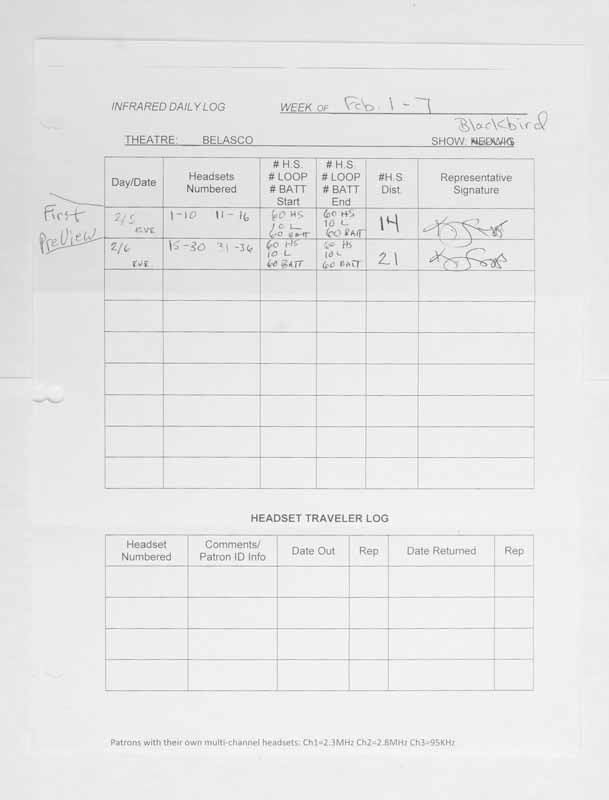 INFRARED DAILY LOG WEEK OF Feb. 1 - 7
Blackbird
THEATRE: BELASCO SHOW: HEDWIG
Day/Date Headsets Numbered # H.S. # LOOP # BATT Start # H.S. # LOOP # BATT End #H.S. Dist. Representative Signature
First Preview
2/5 EVE 1-10 11-16 60 HS 10 L 60 BATT 60 HS 10 L 60 BATT 14
2/6 EVE 15-30 31-36 60 HS 10 L 60 BATT 60 HS 10 L 60 BATT 21
HEADSET TRAVELER LOG
Headset Numbered Comments/ Patron ID Info Date Out Rep Date Returned Rep
Patrons with their own multi-channel headsets: Ch1=2.3MHz Ch2=2.8MHz Ch3=95KHz